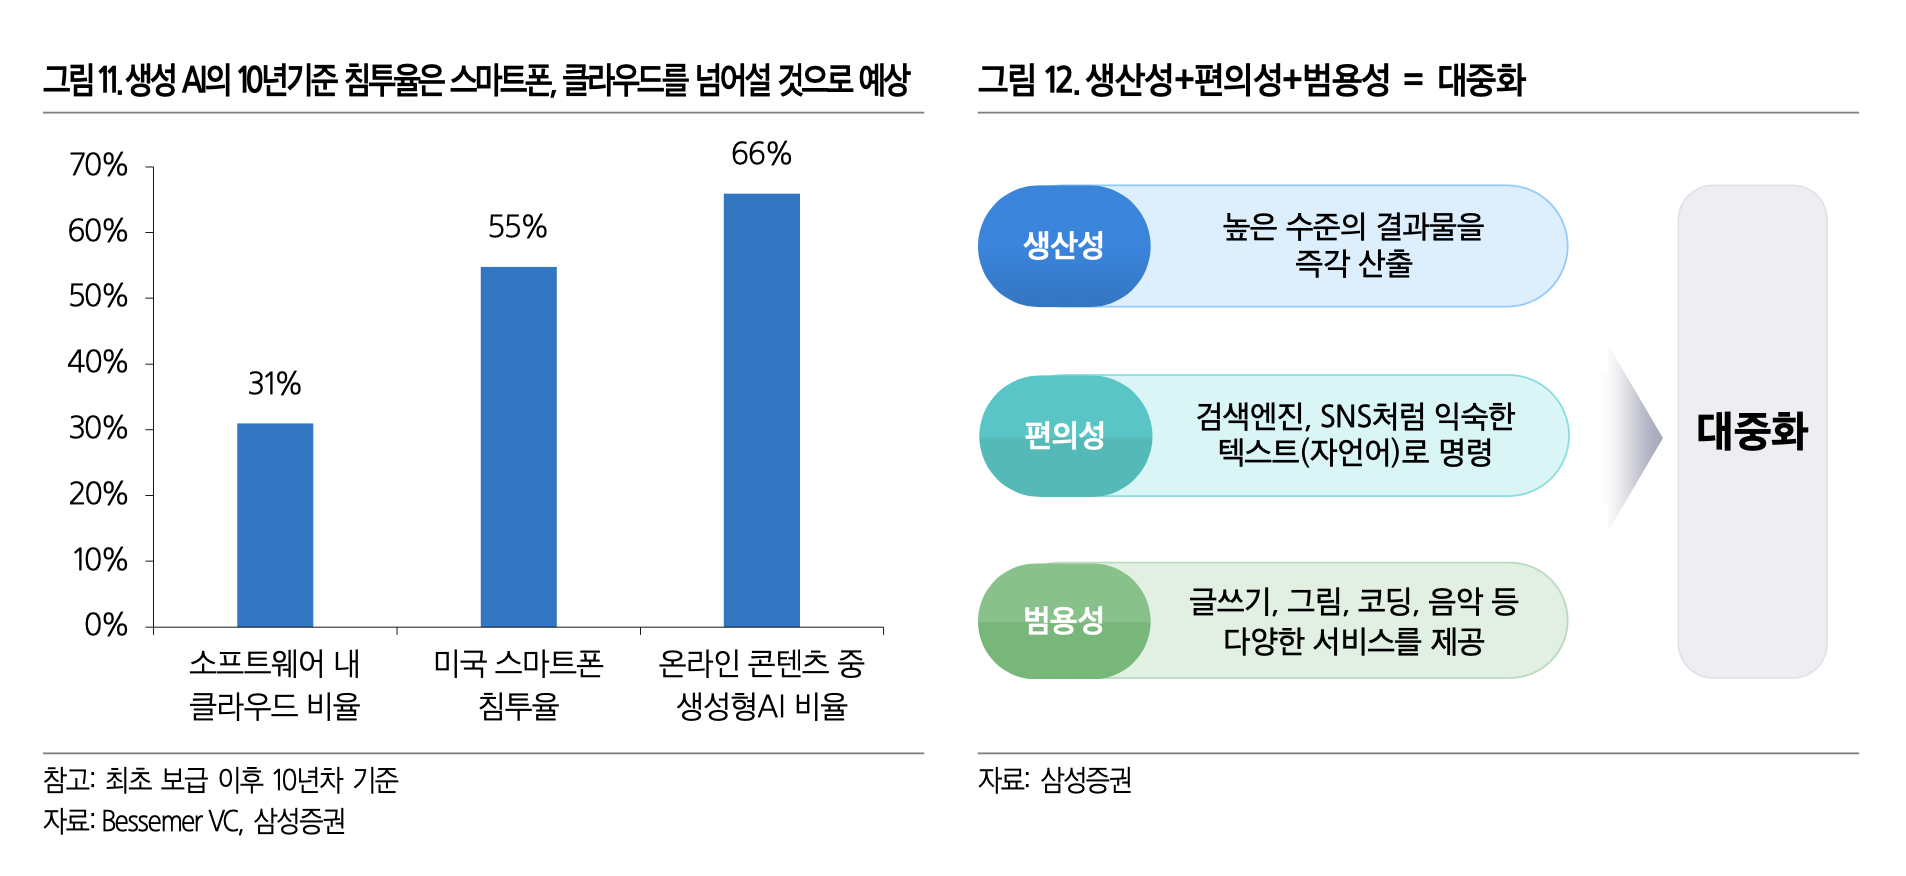 그림 11. 생성 AI의 10년기준 침투율은 스마트폰, 클라우드를 넘어설 것으로 예상
70%
60%
50%
40%
30%
20%
10%
0%
31%
55%
66%
소프트웨어 내
클라우드 비율
미국 스마트폰
침투율
온라인 콘텐츠 중
생성형AI 비율
참고: 최초 보급 이후 10년차 기준
자료: Bessemer VC, 삼성증권
그림 12. 생산성+편의성+범용성 = 대중화
생산성
높은 수준의 결과물을
즉각 산출
편의성
검색엔진, SNS처럼 익숙한
텍스트(자언어)로 명령
범용성
글쓰기, 그림, 코딩, 음악 등
다양한 서비스를 제공
대중화
자료: 삼성증권